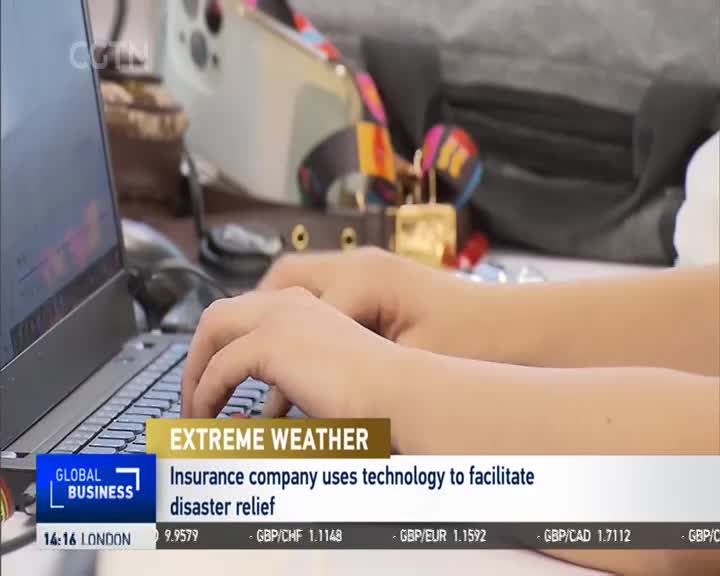 CGTN
EXTREME WEATHER
GLOBAL
BUSINESS
Insurance company uses technology to facilitate
disaster relief
14:16 LONDON
9.9579 - GBP/CHF 1.1148 - GBP/EUR 1.1592 - GBP/CAD 1.7112 - GBP/